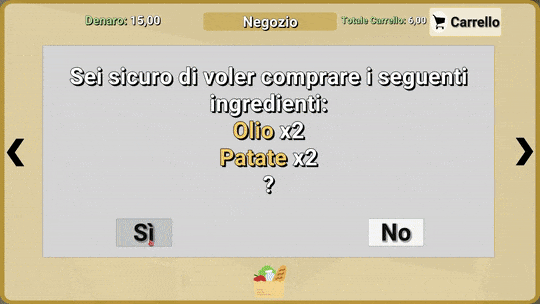 Denaro: 15,00
Negozio
Totale Carrello: 6,00
Carrello
Sei sicuro di voler comprare i seguenti
ingredienti:
Olio x2
Patate x2
?
Sì
No